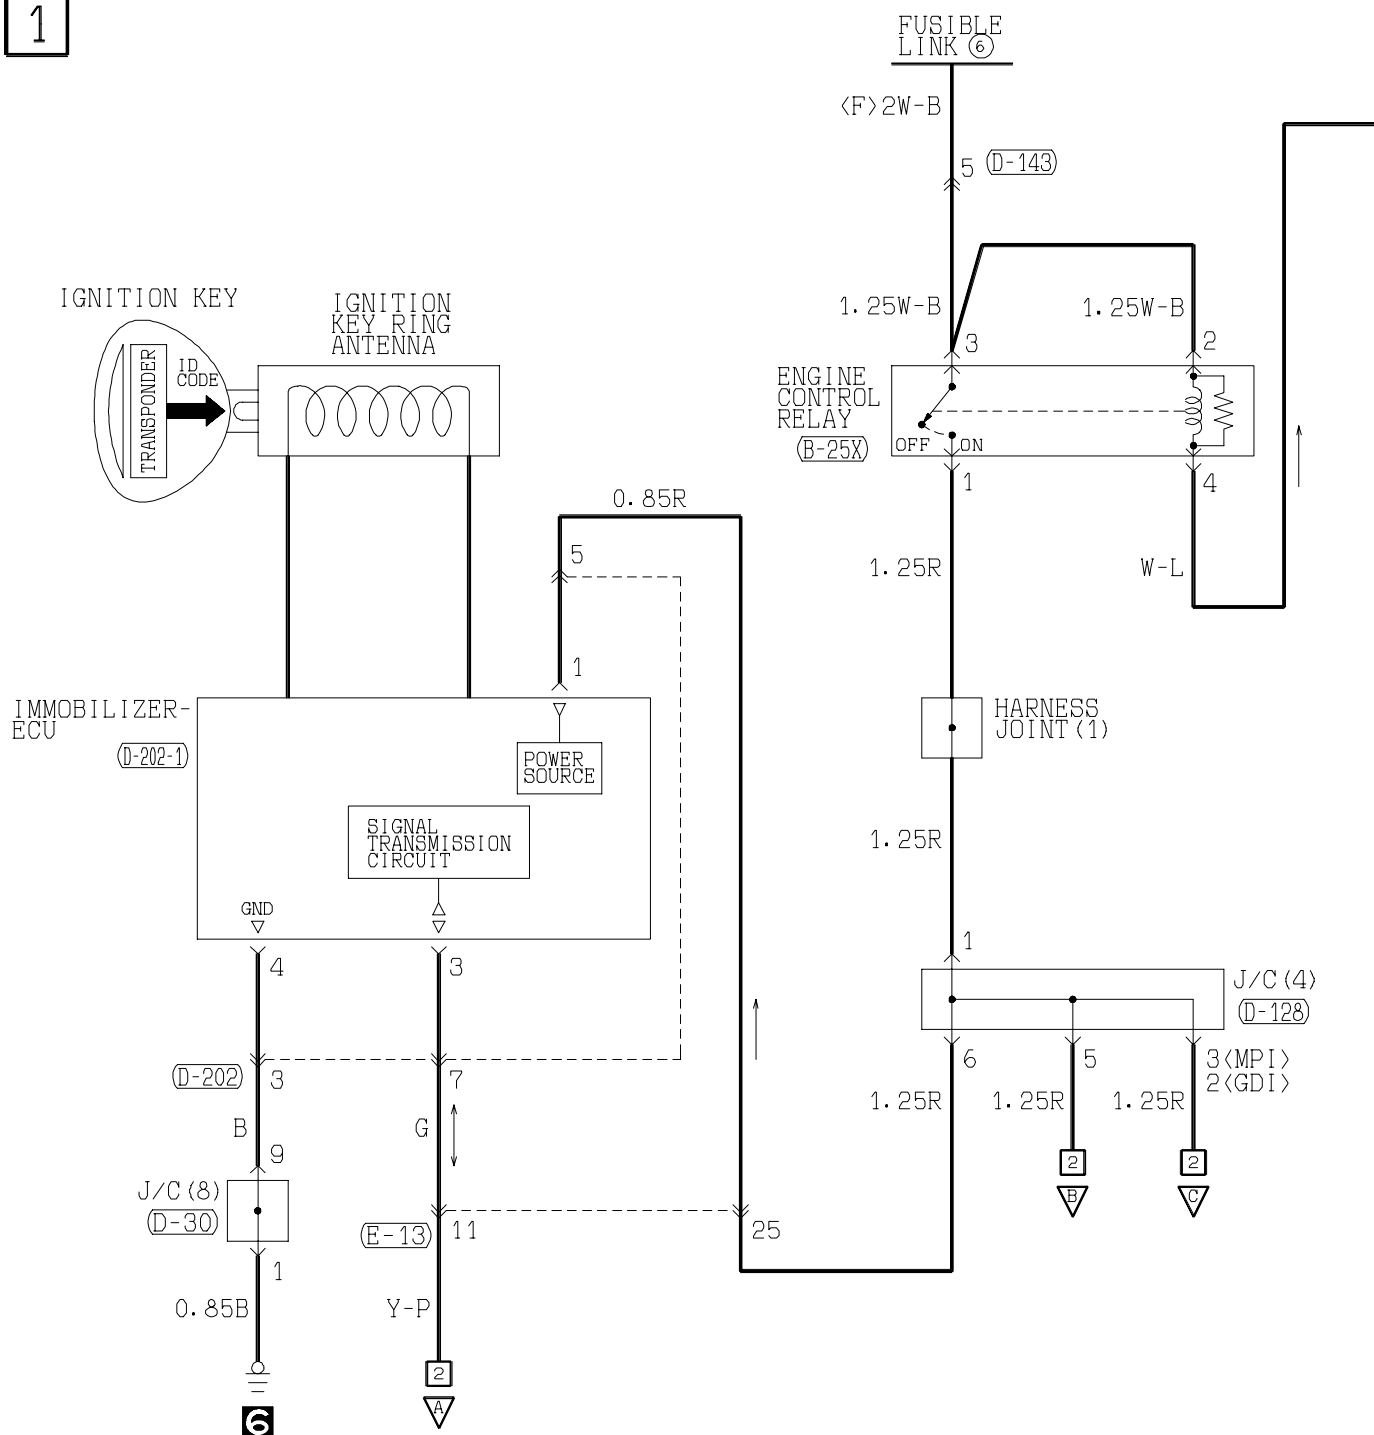 1
FUSIBLE
LINK 6
<F>2W-B
5 D-143
1.25W-B
1.25W-B
3
2
IGNITION KEY
IGNITION
KEY RING
ANTENNA
TRANSPONDER
ID
CODE
ENGINE
CONTROL
RELAY
B-25X
OFF
ON
1
4
0.85R
5
1.25R
W-L
1
IMMOBILIZER-
ECU
D-202-1
POWER
SOURCE
HARNESS
JOINT(1)
SIGNAL
TRANSMISSION
CIRCUIT
1.25R
GND
4
3
1
J/C(4)
D-128
6
5
3<MPI>
2<GDI>
D-202
3
7
1.25R
1.25R
1.25R
B
G
9
2
2
B
C
J/C(8)
D-30
E-13
11
25
1
0.85B
Y-P
2
A
6